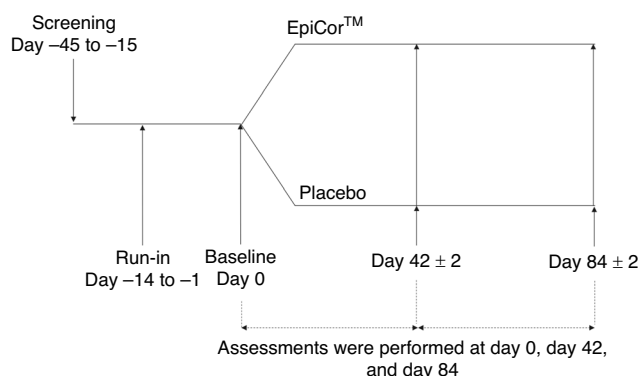 Screening
Day –45 to –15
EpiCor™
Placebo
Run-in
Day –14 to –1
Baseline
Day 0
Day 42 ± 2
Day 84 ± 2
Assessments were performed at day 0, day 42,
and day 84